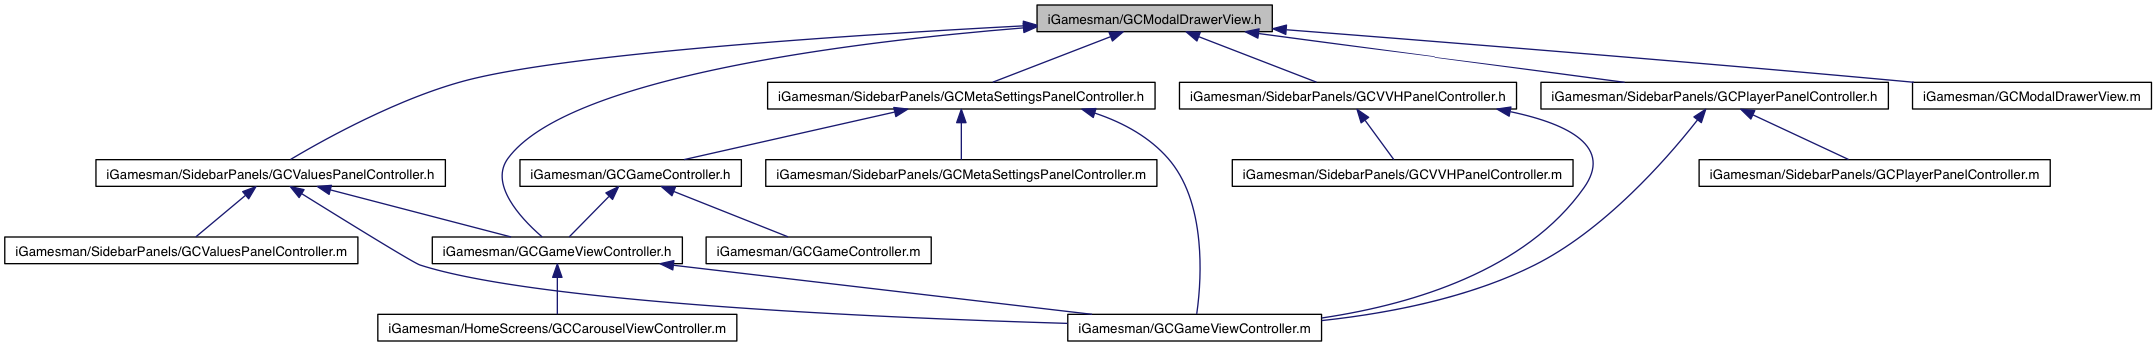 iGamesman/GCModalDrawerView.h
iGamesman/SidebarPanels/GCMetaSettingsPanelController.h
iGamesman/SidebarPanels/GCVVHPanelController.h
iGamesman/SidebarPanels/GCPlayerPanelController.h
iGamesman/GCModalDrawerView.m
iGamesman/SidebarPanels/GCValuesPanelController.h
iGamesman/GCGameController.h
iGamesman/SidebarPanels/GCMetaSettingsPanelController.m
iGamesman/SidebarPanels/GCVVHPanelController.m
iGamesman/SidebarPanels/GCPlayerPanelController.m
iGamesman/SidebarPanels/GCValuesPanelController.m
iGamesman/GCGameViewController.h
iGamesman/GCGameController.m
iGamesman/HomeScreens/GCCarouselViewController.m
iGamesman/GCGameViewController.m